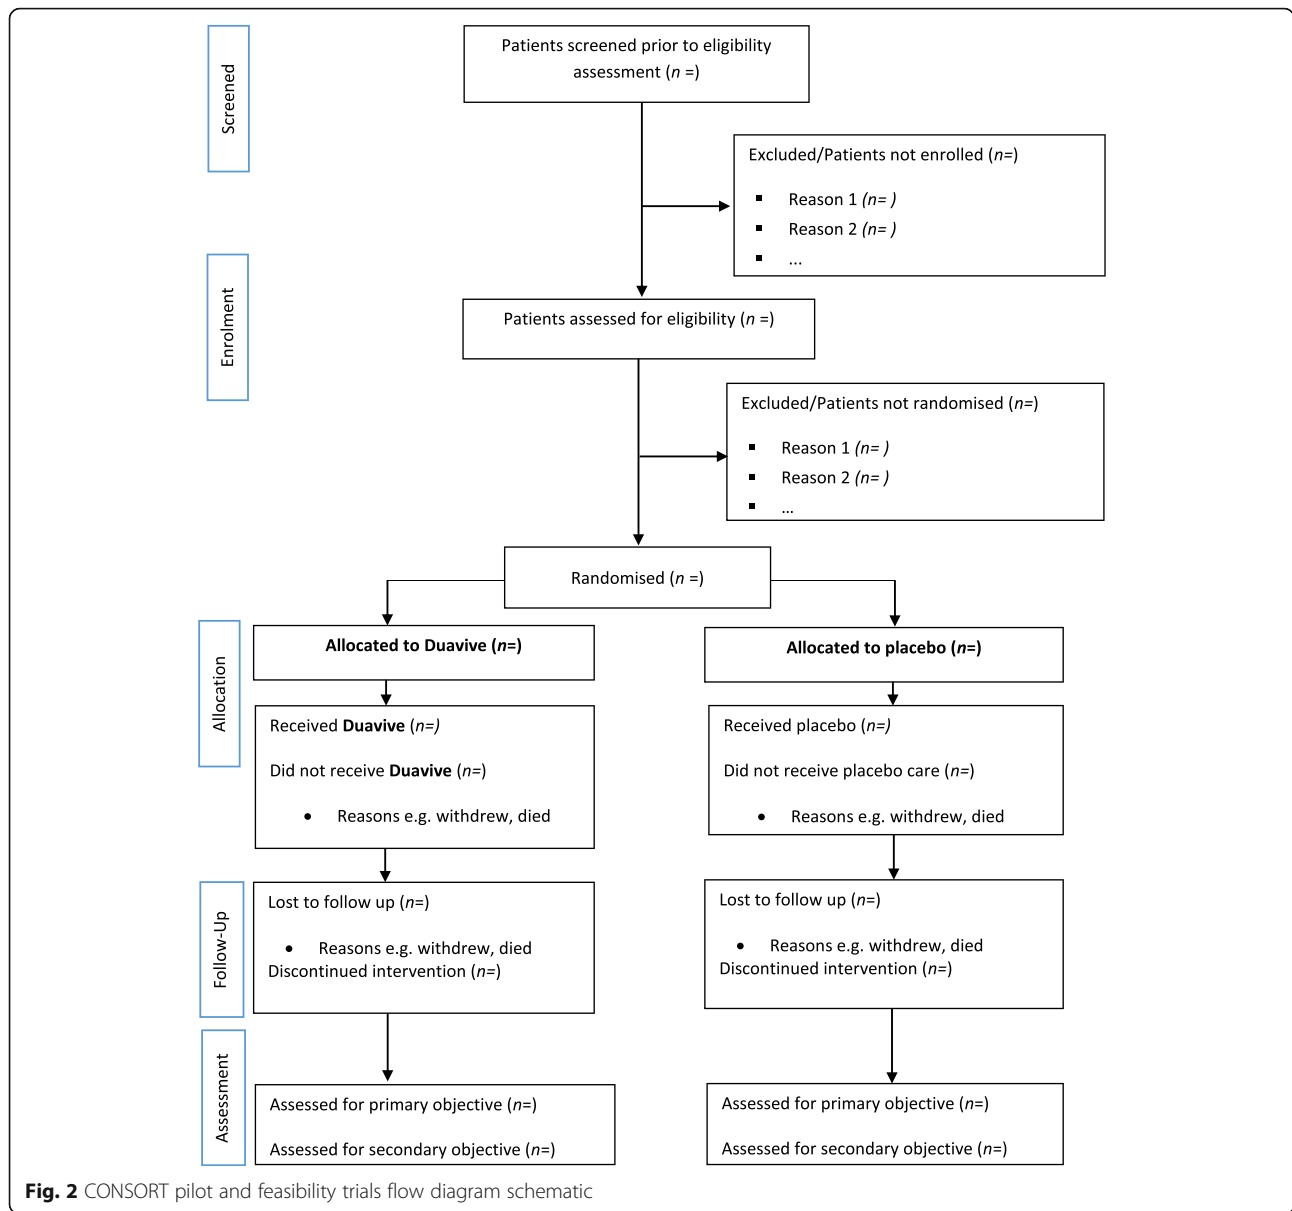 Screened
Patients screened prior to eligibility
assessment (n =)
Excluded/Patients not enrolled (n=)
▪ Reason 1 (n= )
▪ Reason 2 (n= )
▪ ...
Enrolment
Patients assessed for eligibility (n =)
Excluded/Patients not randomised (n=)
▪ Reason 1 (n= )
▪ Reason 2 (n= )
▪ ...
Randomised (n =)
Allocation
Allocated to Duavive (n=)
Allocated to placebo (n=)
Received Duavive (n=)
Did not receive Duavive (n=)
• Reasons e.g. withdrew, died
Received placebo (n=)
Did not receive placebo care (n=)
• Reasons e.g. withdrew, died
Follow-Up
Lost to follow up (n=)
• Reasons e.g. withdrew, died
Discontinued intervention (n=)
Lost to follow up (n=)
• Reasons e.g. withdrew, died
Discontinued intervention (n=)
Assessment
Assessed for primary objective (n=)
Assessed for secondary objective (n=)
Assessed for primary objective (n=)
Assessed for secondary objective (n=)
Fig. 2 CONSORT pilot and feasibility trials flow diagram schematic